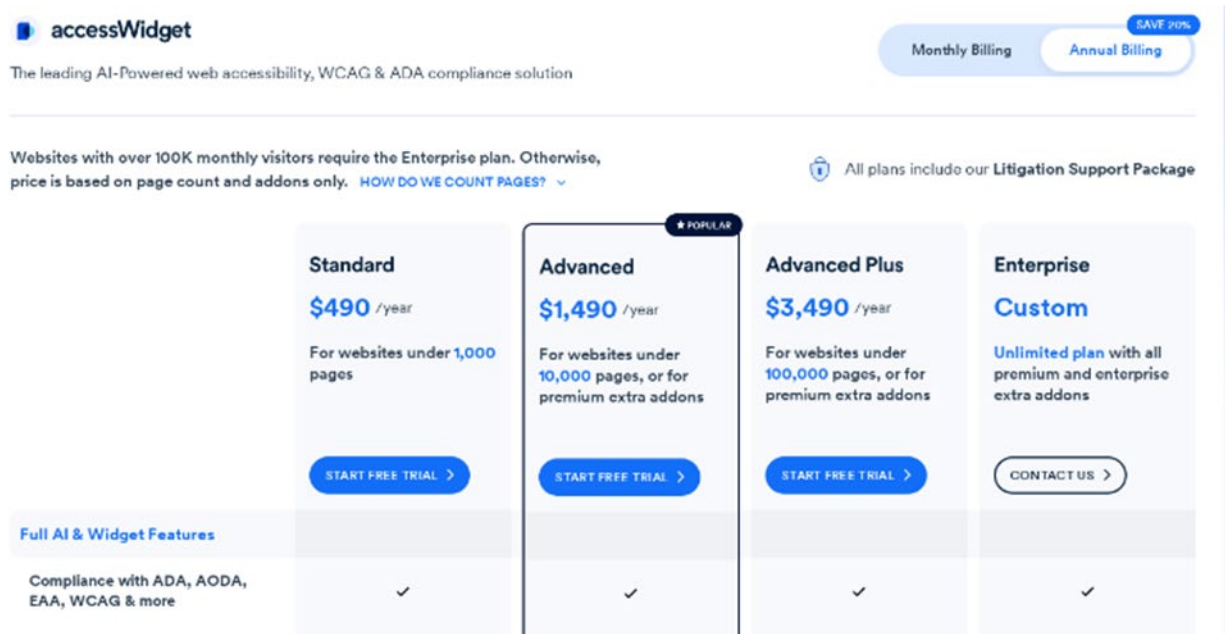 accessWidget
The leading AI-Powered web accessibility, WCAG & ADA compliance solution
Monthly Billing
Annual Billing
SAVE 20%
Websites with over 100K monthly visitors require the Enterprise plan. Otherwise,
price is based on page count and addons only. HOW DO WE COUNT PAGES?
All plans include our Litigation Support Package
Standard
$490 /year
For websites under 1,000
pages
START FREE TRIAL >
★ POPULAR
Advanced
$1,490 /year
For websites under
10,000 pages, or for
premium extra addons
START FREE TRIAL >
Advanced Plus
$3,490 /year
For websites under
100,000 pages, or for
premium extra addons
START FREE TRIAL >
Enterprise
Custom
Unlimited plan with all
premium and enterprise
extra addons
CONTACT US >
Full AI & Widget Features
Compliance with ADA, AODA,
EAA, WCAG & more
✓ ✓ ✓ ✓